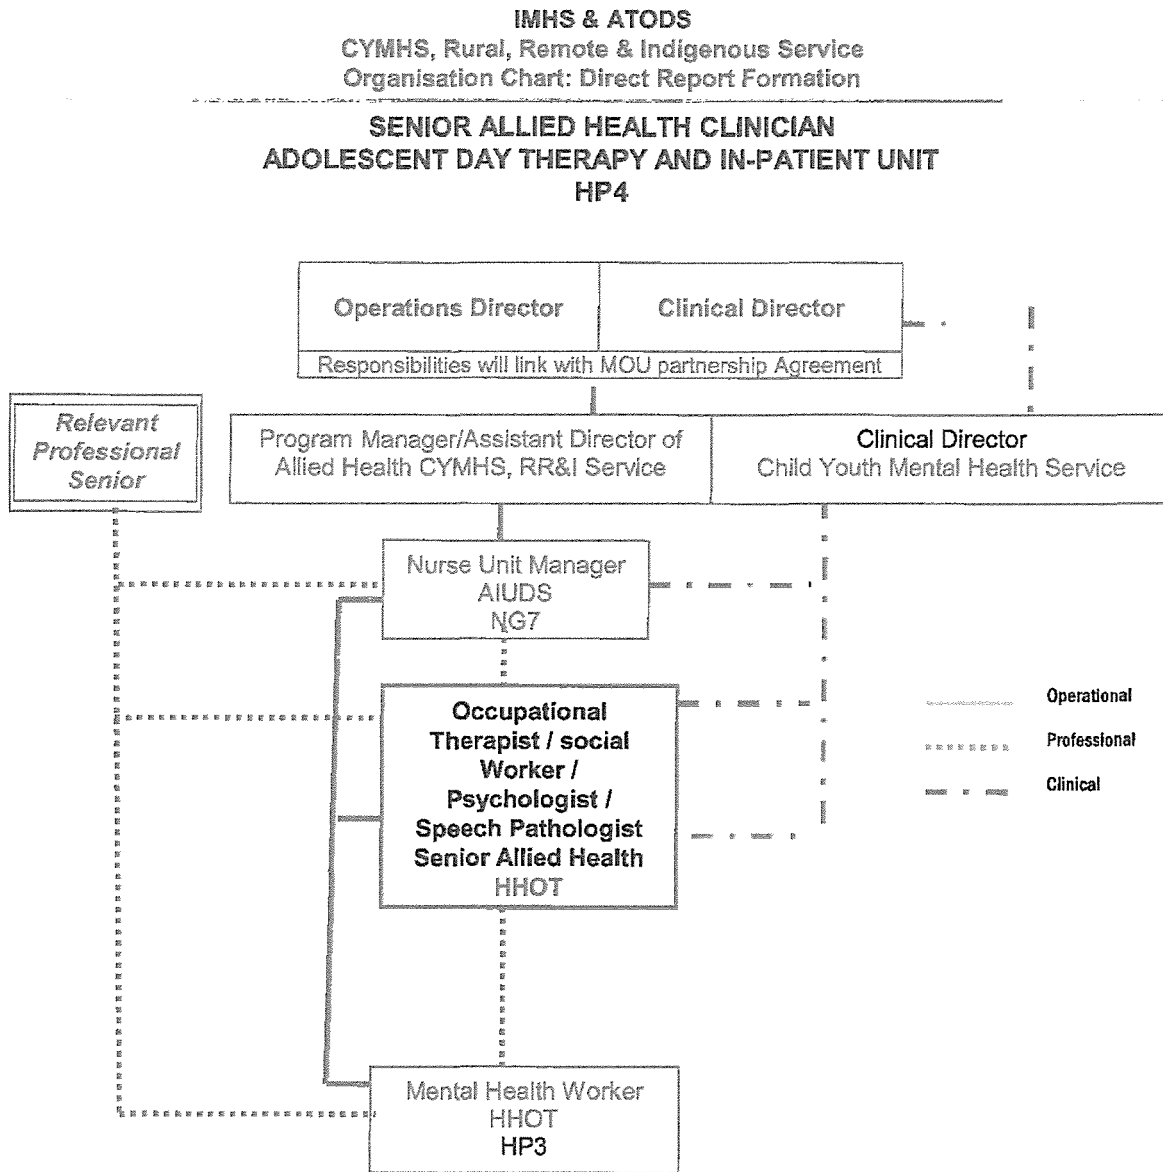 IMHS & ATODS
CYMHS, Rural, Remote & Indigenous Service
Organisation Chart: Direct Report Formation
SENIOR ALLIED HEALTH CLINICIAN
ADOLESCENT DAY THERAPY AND IN-PATIENT UNIT
HP4
Operations Director
Clinical Director
Responsibilities will link with MOU partnership Agreement
Relevant
Professional
Senior
Program Manager/Assistant Director of
Allied Health CYMHS, RR&I Service
Clinical Director
Child Youth Mental Health Service
Nurse Unit Manager
AIUDS
NG7
Occupational
Therapist / social
Worker /
Psychologist /
Speech Pathologist
Senior Allied Health
HHOT
Operational
Professional
Clinical
Mental Health Worker
HHOT
HP3